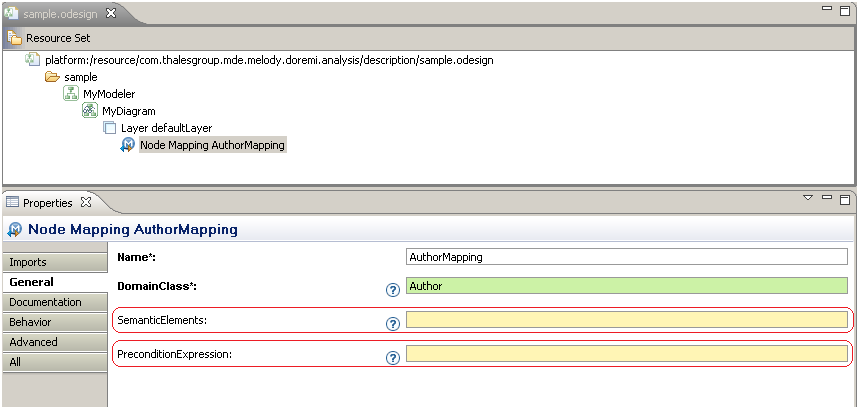 sample.odesign
Resource Set
platform:/resource/com.thalesgroup.mde.melody.doremi.analysis/description/sample.odesign
sample
MyModeler
MyDiagram
Layer defaultLayer
Node Mapping AuthorMapping
Properties
Node Mapping AuthorMapping
Imports
General
Documentation
Behavior
Advanced
All
Name*: AuthorMapping
DomainClass*: ? Author
SemanticElements: ?
PreconditionExpression: ?